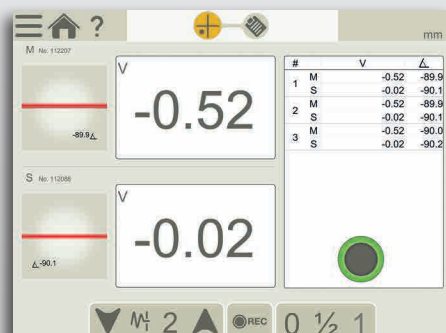 ?
mm
M No. 112207
-89.9
V
-0.52
S No. 112088
-90.1
V
-0.02
# V
1 M -0.52 -89.9
S -0.02 -90.1
2 M -0.52 -89.9
S -0.02 -90.1
3 M -0.52 -90.0
S -0.02 -90.2
2 REC 0 ½ 1